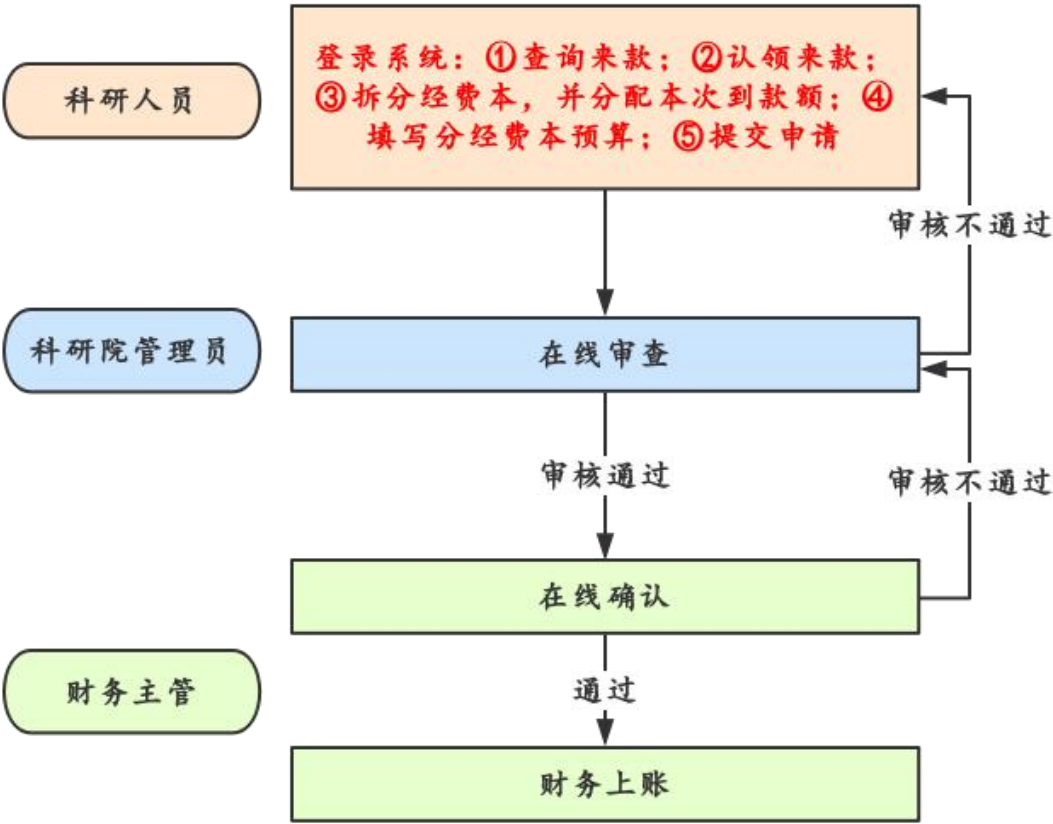 登录系统：①查询来款；②认领来款；
③拆分经费本，并分配本次到款额；④
填写分经费本预算；⑤提交申请
科研人员
审核不通过
科研院管理员
在线审查
审核通过
审核不通过
在线确认
财务主管
通过
财务上账